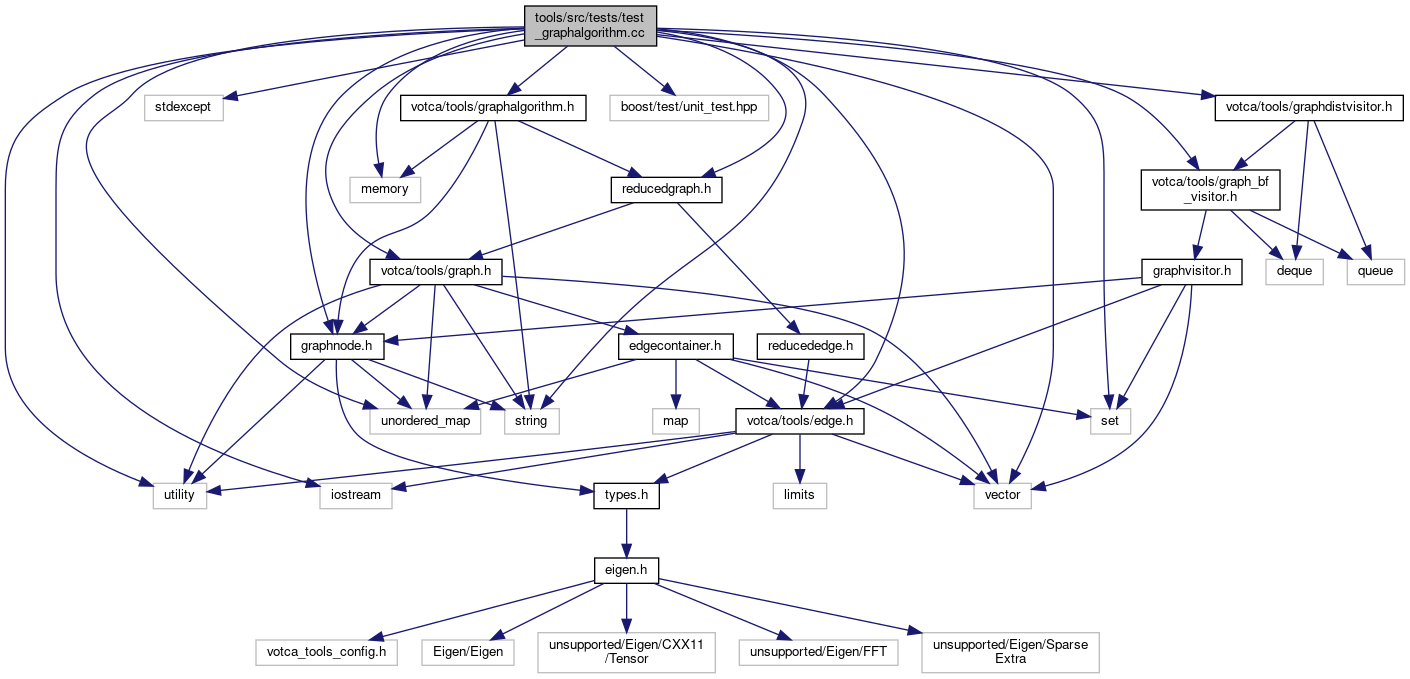 tools/src/tests/test
_graphalgorithm.cc
stdexcept
votca/tools/graphalgorithm.h
boost/test/unit_test.hpp
votca/tools/graphdistvisitor.h
memory
reducedgraph.h
votca/tools/graph_bf
_visitor.h
votca/tools/graph.h
graphvisitor.h
deque
queue
graphnode.h
edgecontainer.h
reducededge.h
unordered_map
string
map
votca/tools/edge.h
set
utility
iostream
types.h
limits
vector
eigen.h
votca_tools_config.h
Eigen/Eigen
unsupported/Eigen/CXX11
/Tensor
unsupported/Eigen/FFT
unsupported/Eigen/Sparse
Extra